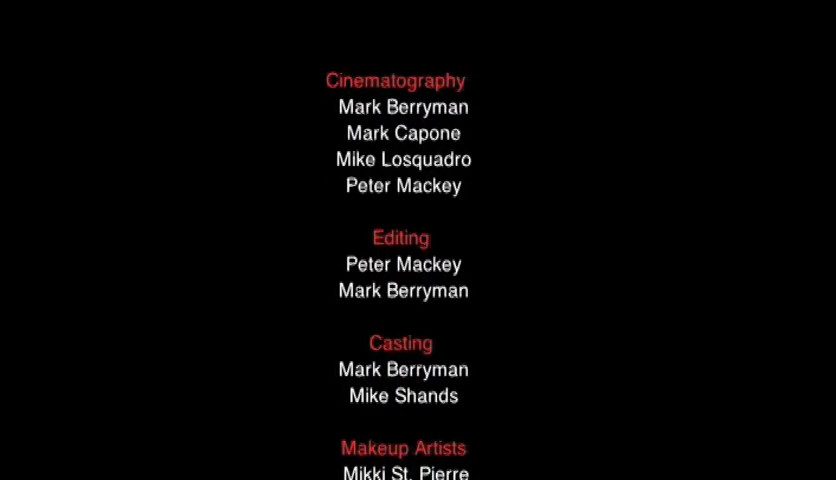 Cinematography
Mark Berryman
Mark Capone
Mike Losquadro
Peter Mackey
Editing
Peter Mackey
Mark Berryman
Casting
Mark Berryman
Mike Shands
Makeup Artists
Mikki St. Pierre